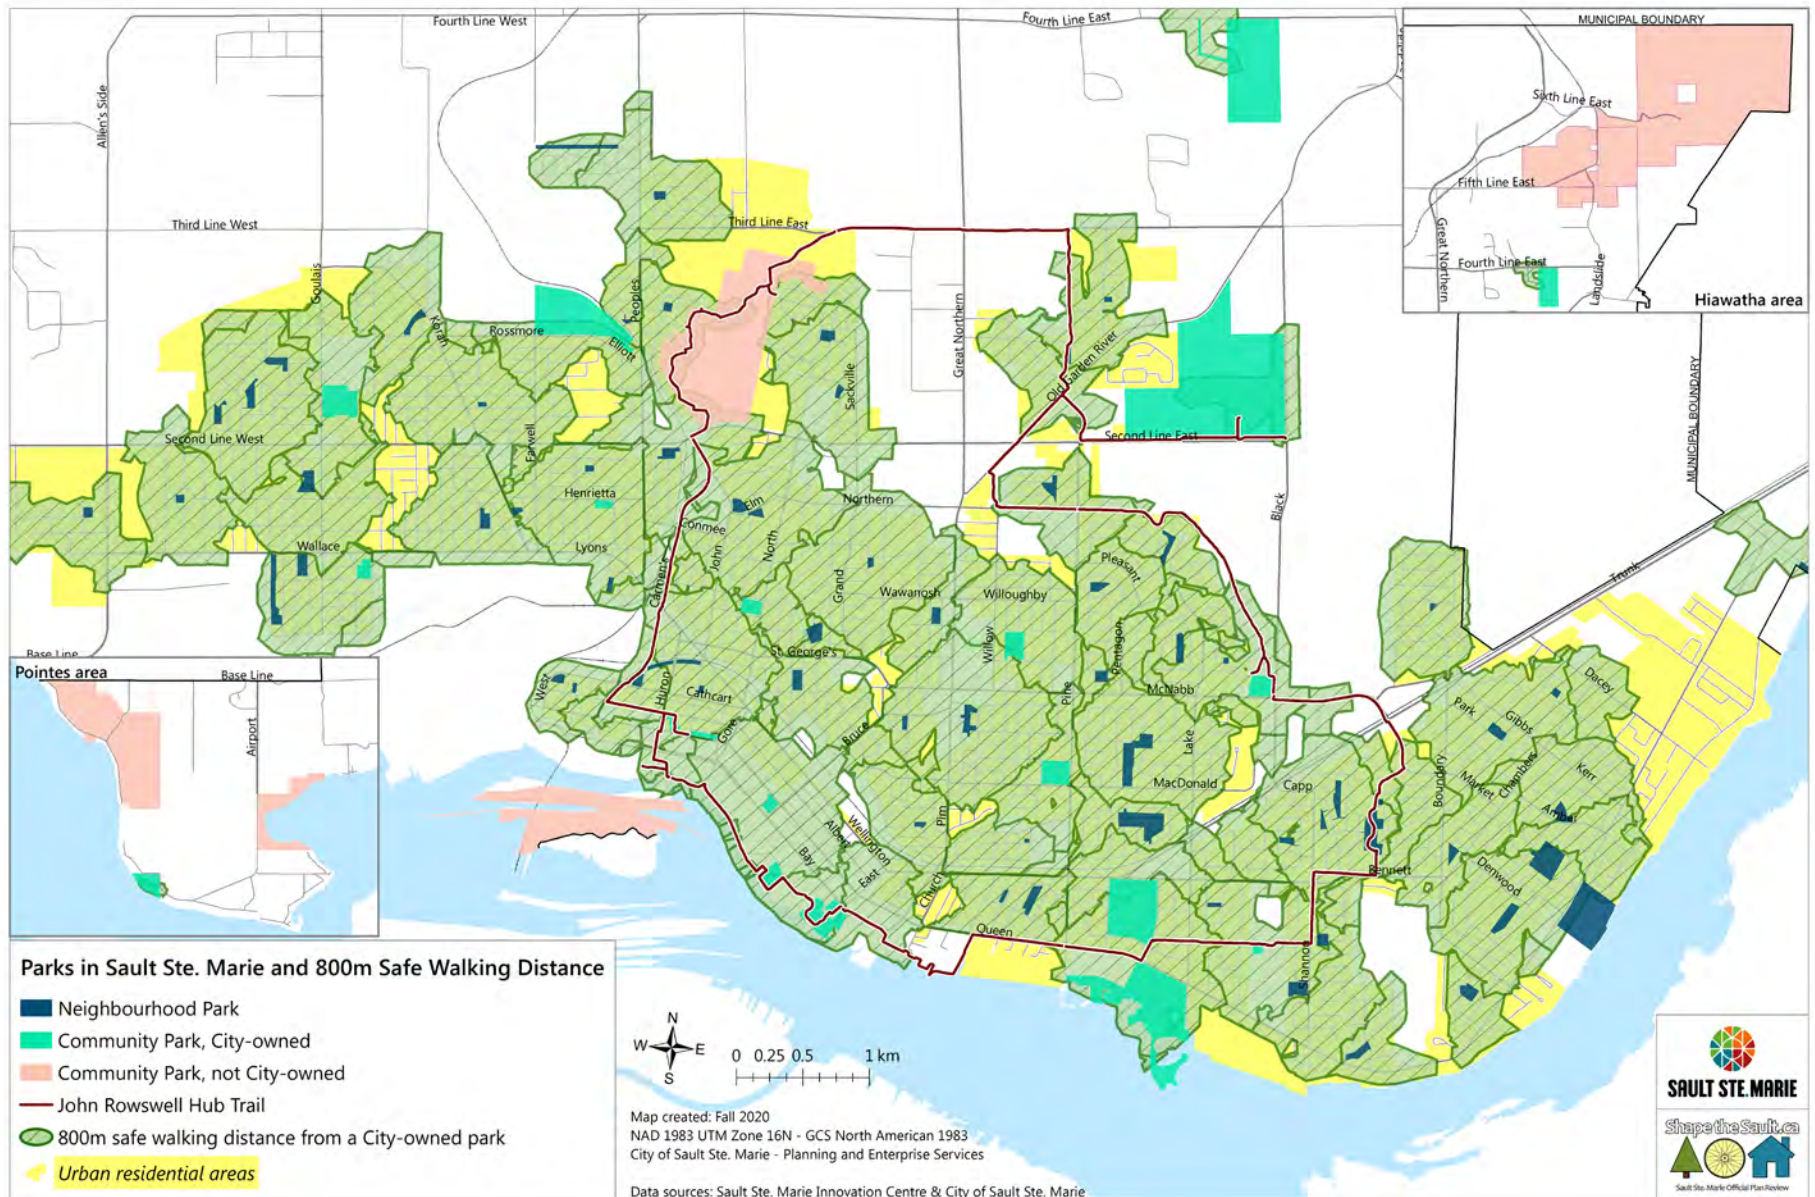 Fourth Line West
Fourth Line East
Allen's Side
Third Line West
Third Line East
Goulais
Korah
Rossmore
Peoples
Elliott
Sackville
Great Northern
Old Garden River
Second Line West
Second Line East
Farwell
Henrietta
Elm
Northern
Conmee
Black
Wallace
Lyons
John
North
Pleasant
Carmen's
Grand
Wawanosh
Willoughby
Trunk
Base Line
St. George's
Willow
Pentagon
West
Huron
Cathcart
Pine
McNabb
Dacey
Park
Gibbs
Gore
Bruce
Lake
Boundary
Market
Chambers
Kerr
MacDonald
Capp
Pim
Albert
Wellington
Amber
Bay
East
Church
Bennett
Denwood
Queen
Shannon
MUNICIPAL BOUNDARY
MUNICIPAL BOUNDARY
Sixth Line East
Fifth Line East
Great Northern
Fourth Line East
Landslide
Hiawatha area
Pointes area
Base Line
Airport
Parks in Sault Ste. Marie and 800m Safe Walking Distance
Neighbourhood Park
Community Park, City-owned
Community Park, not City-owned
John Rowswell Hub Trail
800m safe walking distance from a City-owned park
Urban residential areas
N
W E
S
0 0.25 0.5 1 km
Map created: Fall 2020
NAD 1983 UTM Zone 16N - GCS North American 1983
City of Sault Ste. Marie - Planning and Enterprise Services
Data sources: Sault Ste. Marie Innovation Centre & City of Sault Ste. Marie
SAULT STE.MARIE
ShapetheSault.ca
Sault Ste. Marie Official Plan Review